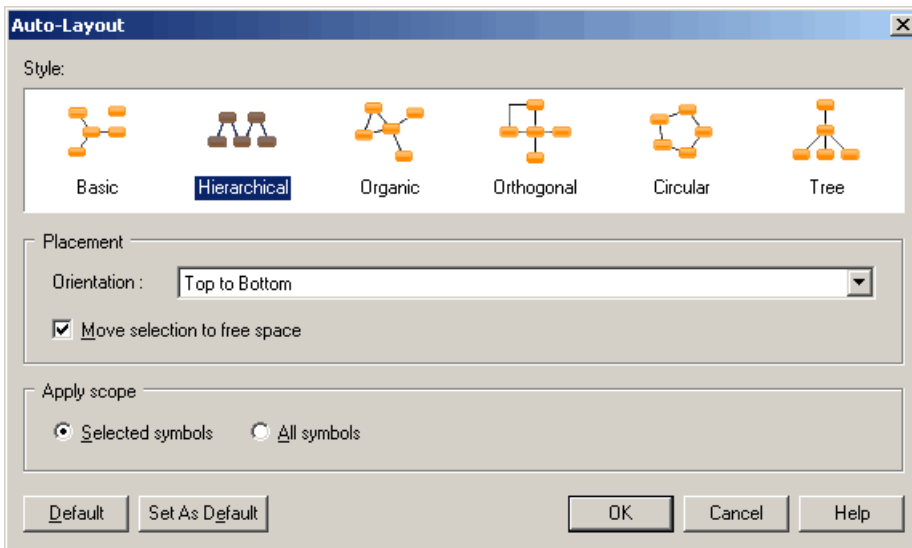 Auto-Layout
Style:
Basic Hierarchical Organic Orthogonal Circular Tree
Placement
Orientation : Top to Bottom
Move selection to free space
Apply scope
Selected symbols All symbols
Default Set As Default OK Cancel Help